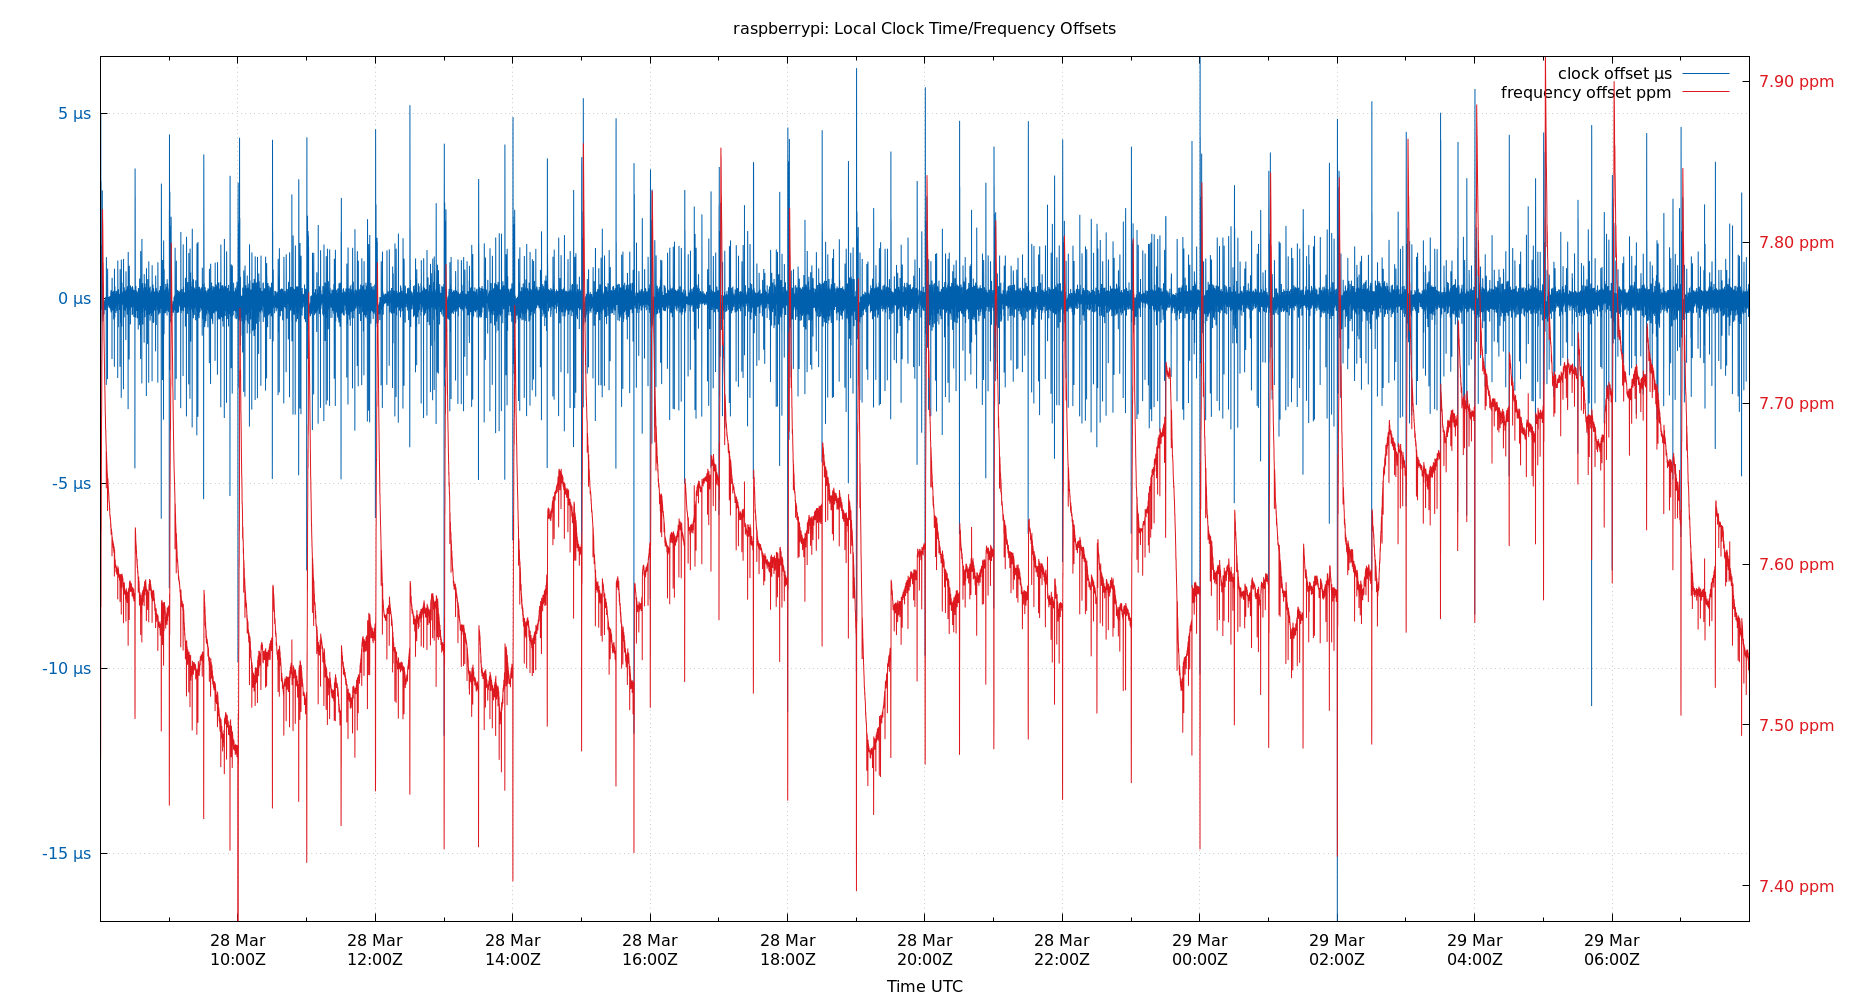 raspberrypi: Local Clock Time/Frequency Offsets
clock offset µs
frequency offset ppm
5 µs
0 µs
-5 µs
-10 µs
-15 µs
7.90 ppm
7.80 ppm
7.70 ppm
7.60 ppm
7.50 ppm
7.40 ppm
28 Mar 28 Mar 28 Mar 28 Mar 28 Mar 28 Mar 28 Mar 29 Mar 29 Mar 29 Mar 29 Mar
10:00Z 12:00Z 14:00Z 16:00Z 18:00Z 20:00Z 22:00Z 00:00Z 02:00Z 04:00Z 06:00Z
Time UTC